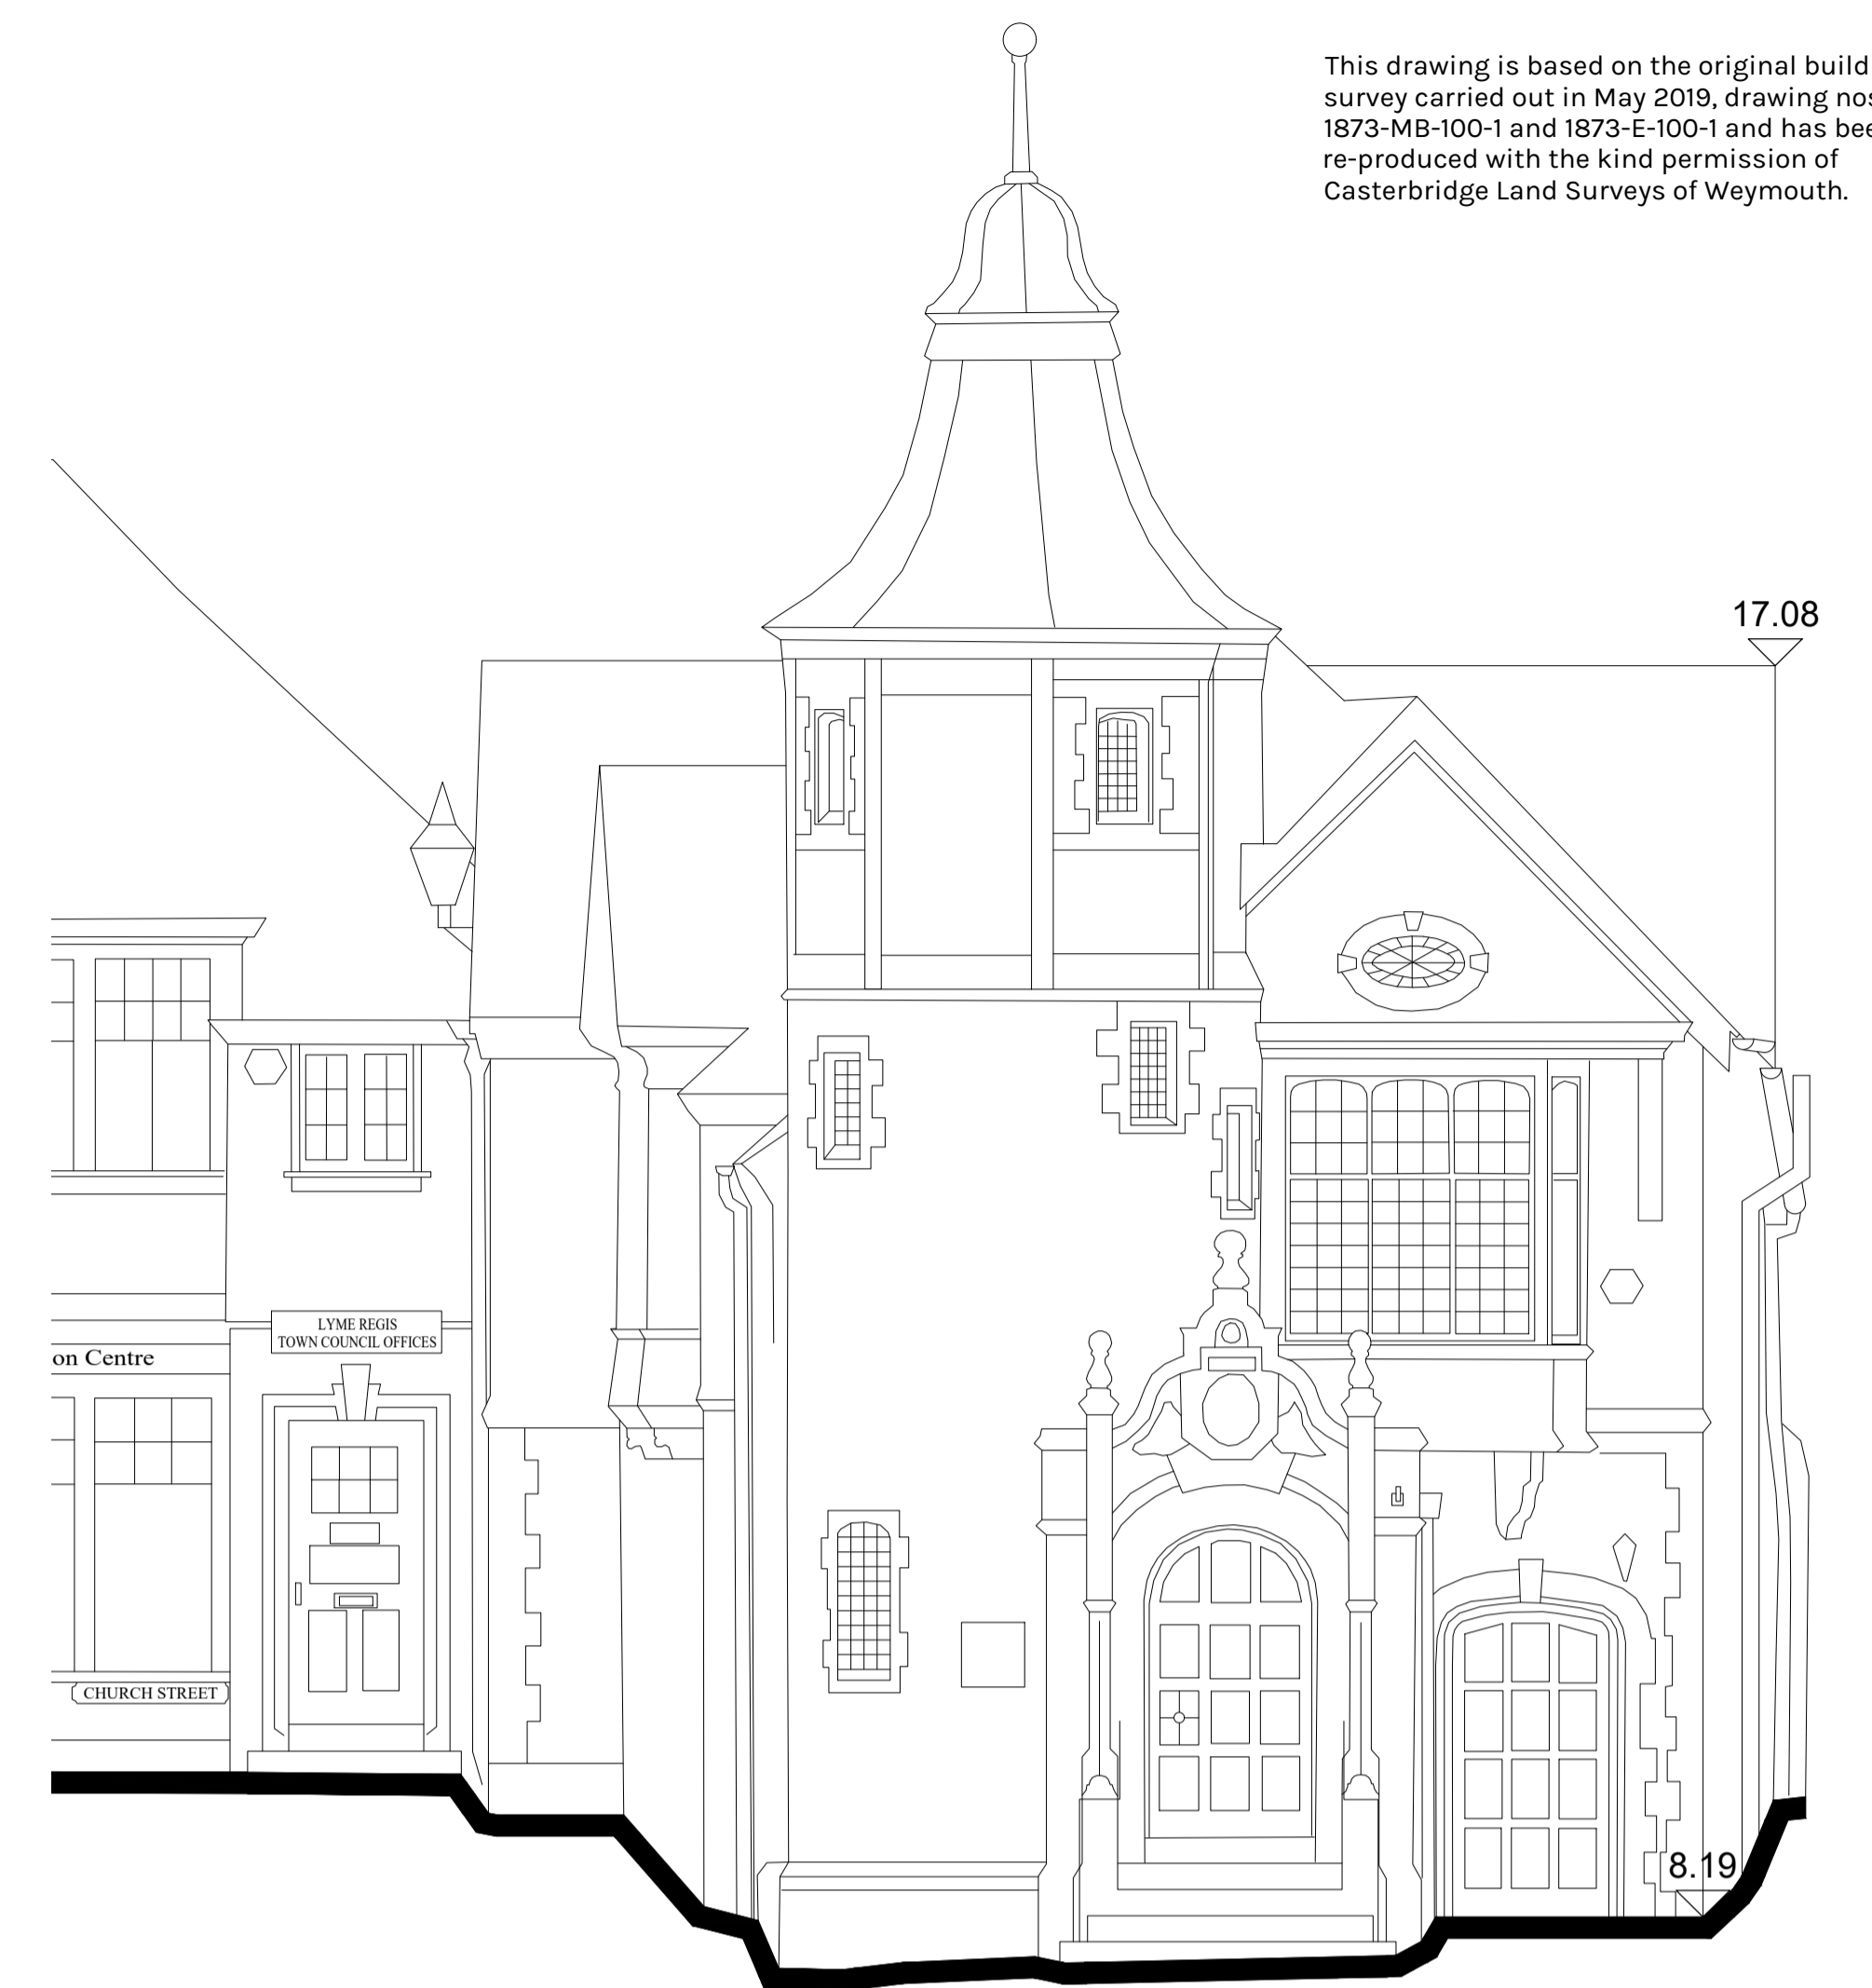 This drawing is based on the original build
survey carried out in May 2019, drawing nos
1873-MB-100-1 and 1873-E-100-1 and has bee
re-produced with the kind permission of
Casterbridge Land Surveys of Weymouth.
17.08
LYME REGIS
TOWN COUNCIL OFFICES
on Centre
CHURCH STREET
8.19